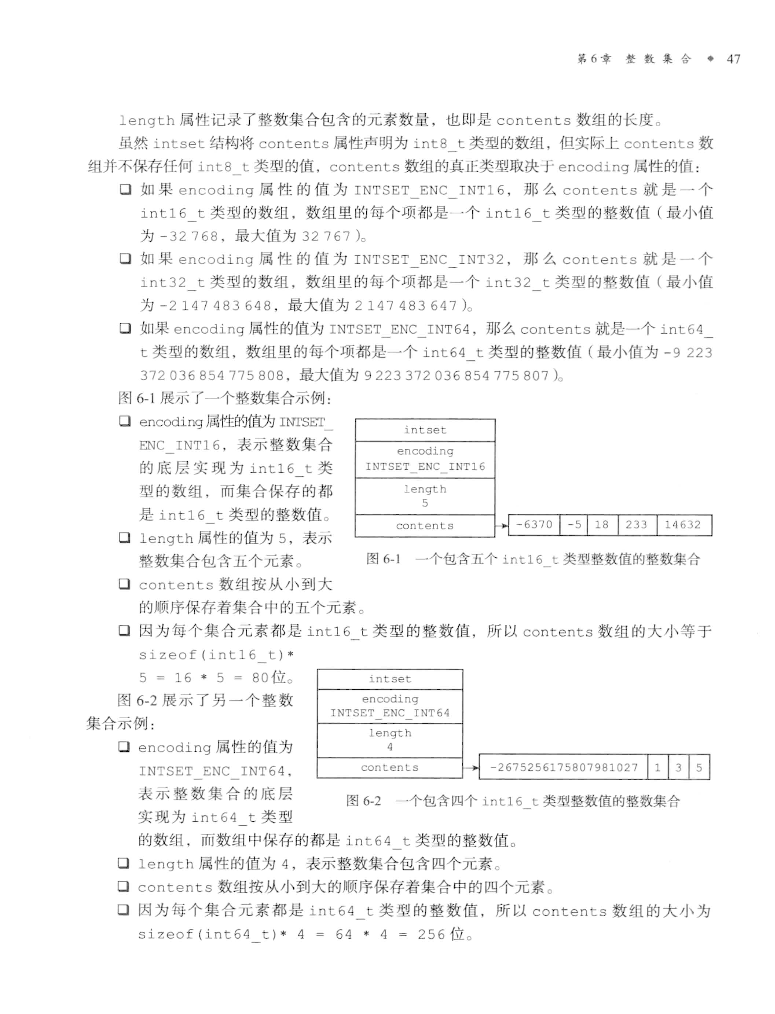 第6章 整数集合 ◆ 47
length 属性记录了整数集合包含的元素数量，也即是 contents 数组的长度。
虽然 intset 结构将 contents 属性声明为 int8_t 类型的数组，但实际上 contents 数
组并不保存任何 int8_t 类型的值，contents 数组的真正类型取决于 encoding 属性的值：
❑ 如果 encoding 属性的值为 INTSET_ENC_INT16，那么 contents 就是一个
int16_t 类型的数组，数组里的每个项都是一个 int16_t 类型的整数值（最小值
为 -32 768，最大值为 32 767）。
❑ 如果 encoding 属性的值为 INTSET_ENC_INT32，那么 contents 就是一个
int32_t 类型的数组，数组里的每个项都是一个 int32_t 类型的整数值（最小值
为 -2 147 483 648，最大值为 2 147 483 647）。
❑ 如果 encoding 属性的值为 INTSET_ENC_INT64，那么 contents 就是一个 int64_
t 类型的数组，数组里的每个项都是一个 int64_t 类型的整数值（最小值为 -9 223
372 036 854 775 808，最大值为 9 223 372 036 854 775 807）。
图 6-1 展示了一个整数集合示例：
❑ encoding 属性的值为 INTSET_
ENC_INT16，表示整数集合
的底层实现为 int16_t 类
型的数组，而集合保存的都
是 int16_t 类型的整数值。
❑ length 属性的值为 5，表示
整数集合包含五个元素。
intset
encoding
INTSET_ENC_INT16
length
5
contents
-6370 -5 18 233 14632
图 6-1 一个包含五个 int16_t 类型整数值的整数集合
❑ contents 数组按从小到大
的顺序保存着集合中的五个元素。
❑ 因为每个集合元素都是 int16_t 类型的整数值，所以 contents 数组的大小等于
sizeof(int16_t)*
5 = 16 * 5 = 80位。
图 6-2 展示了另一个整数
集合示例：
❑ encoding 属性的值为
INTSET_ENC_INT64，
表示整数集合的底层
实现为 int64_t 类型
intset
encoding
INTSET_ENC_INT64
length
4
contents
-2675256175807981027 1 3 5
图 6-2 一个包含四个 int16_t 类型整数值的整数集合
的数组，而数组中保存的都是 int64_t 类型的整数值。
❑ length 属性的值为 4，表示整数集合包含四个元素。
❑ contents 数组按从小到大的顺序保存着集合中的四个元素。
❑ 因为每个集合元素都是 int64_t 类型的整数值，所以 contents 数组的大小为
sizeof(int64_t)* 4 = 64 * 4 = 256 位。